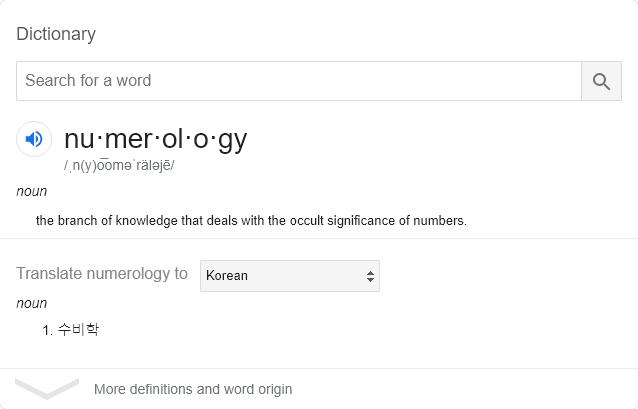 Dictionary
Search for a word
nu·mer·ol·o·gy
/ˌn(y)o͞oməˈräləjē/
noun
the branch of knowledge that deals with the occult significance of numbers.
Translate numerology to Korean
noun
1. 수비학
More definitions and word origin